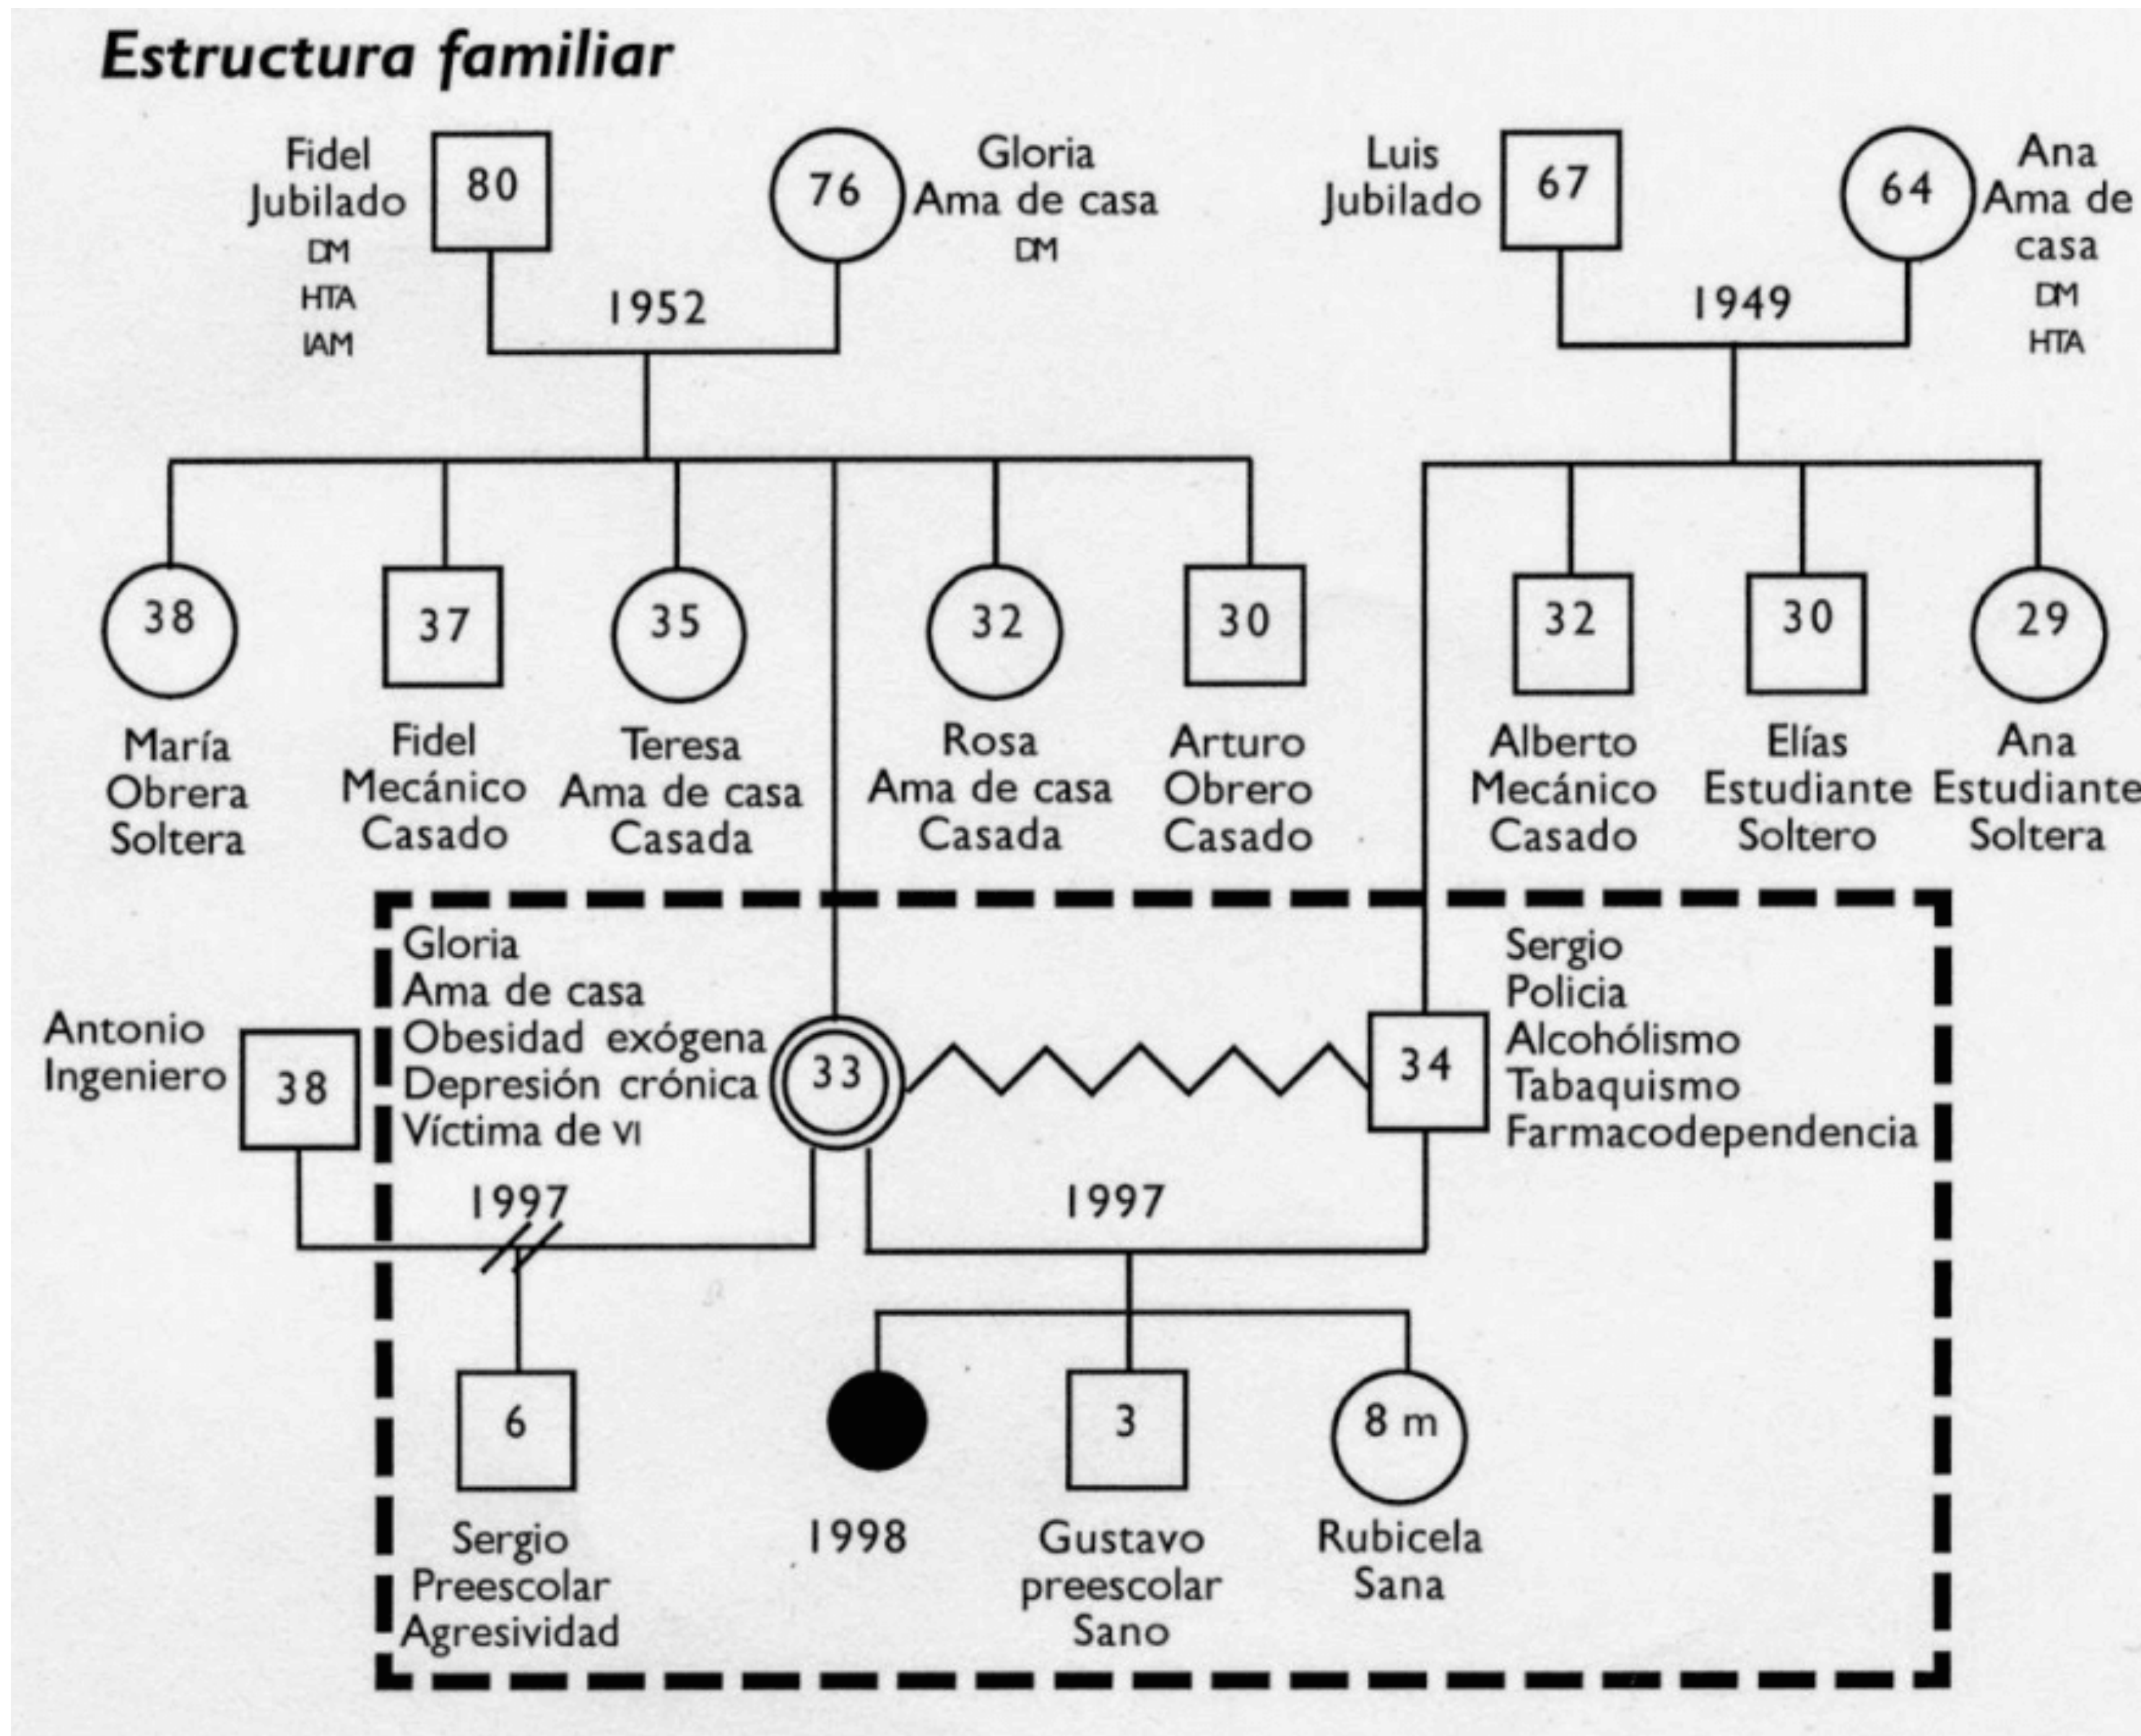 Estructura familiar
Fidel
Jubilado
DM
HTA
IAM
80
76
Gloria
Ama de casa
DM
1952
Luis
Jubilado
67
64
Ana
Ama de
casa
DM
HTA
1949
38
María
Obrera
Soltera
37
Fidel
Mecánico
Casado
35
Teresa
Ama de casa
Casada
32
Rosa
Ama de casa
Casada
30
Arturo
Obrero
Casado
32
Alberto
Mecánico
Casado
30
Elías
Estudiante
Soltero
29
Ana
Estudiante
Soltera
Antonio
Ingeniero
38
Gloria
Ama de casa
Obesidad exógena
Depresión crónica
Víctima de VI
33
34
Sergio
Policia
Alcohólismo
Tabaquismo
Farmacodependencia
1997
1997
6
Sergio
Preescolar
Agresividad
1998
3
Gustavo
preescolar
Sano
8 m
Rubicela
Sana